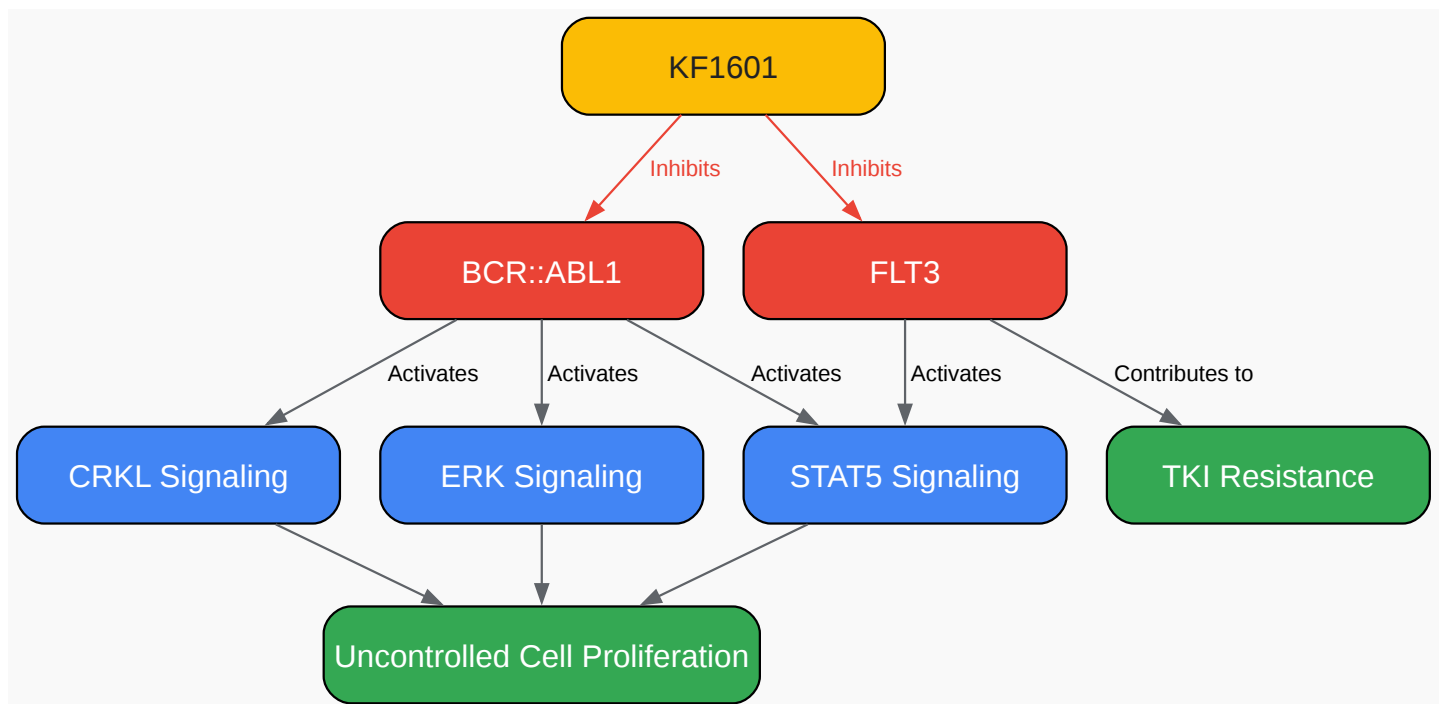 KF1601
Inhibits
Inhibits
BCR::ABL1
FLT3
Activates
Activates
Activates
Activates
Contributes to
CRKL Signaling
ERK Signaling
STAT5 Signaling
TKI Resistance
Uncontrolled Cell Proliferation